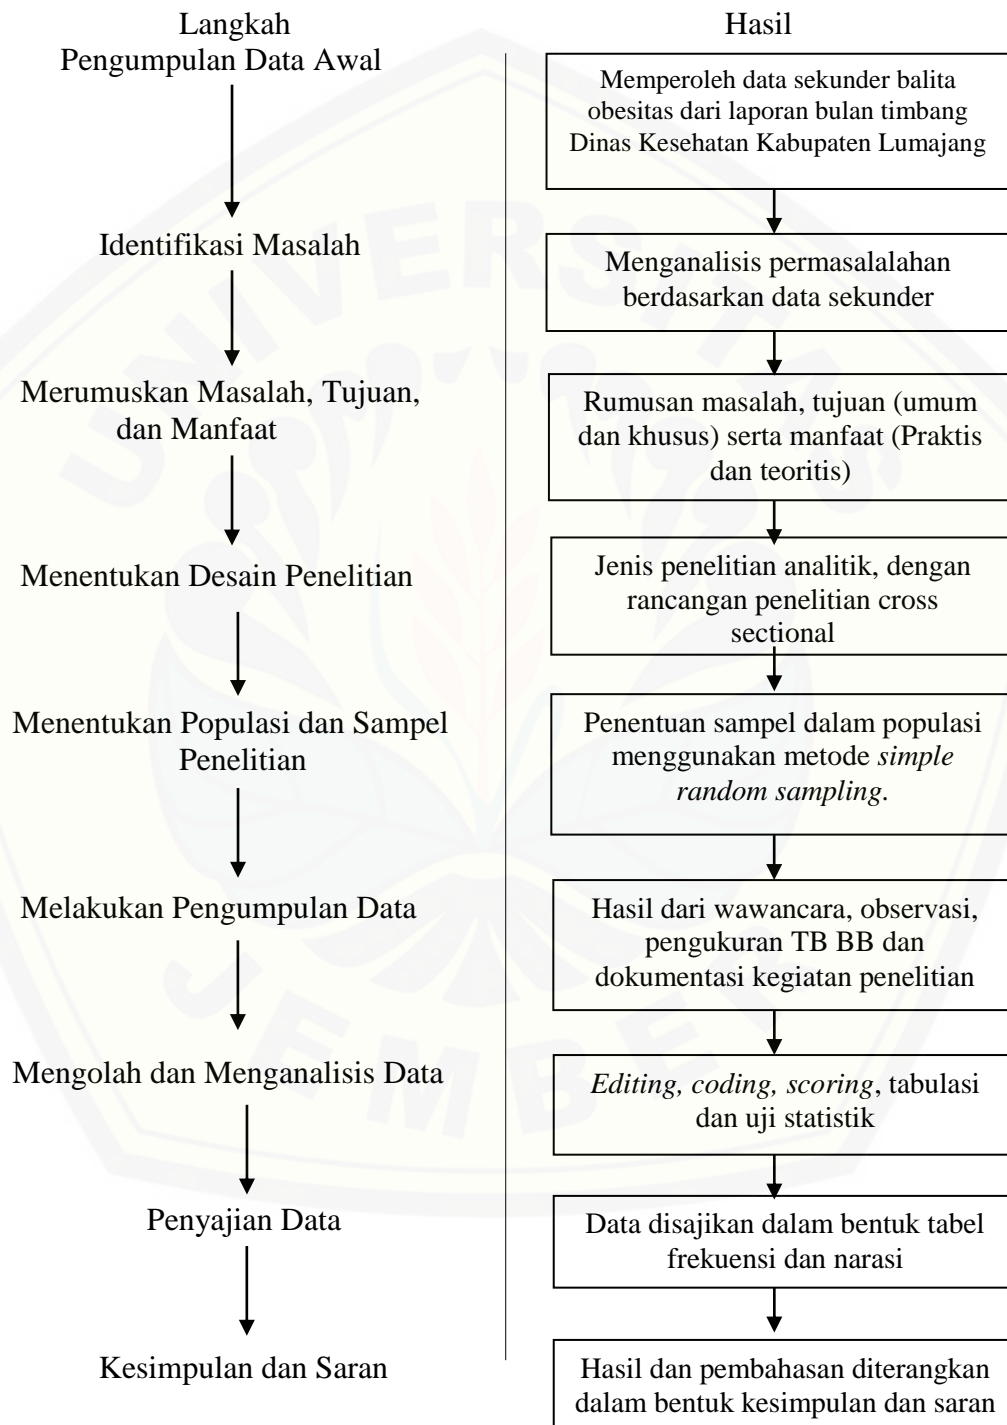 Langkah
Pengumpulan Data Awal
Identifikasi Masalah
Merumuskan Masalah, Tujuan,
dan Manfaat
Menentukan Desain Penelitian
Menentukan Populasi dan Sampel
Penelitian
Melakukan Pengumpulan Data
Mengolah dan Menganalisis Data
Penyajian Data
Kesimpulan dan Saran
Hasil
Memperoleh data sekunder balita
obesitas dari laporan bulan timbang
Dinas Kesehatan Kabupaten Lumajang
Menganalisis permasalalahan
berdasarkan data sekunder
Rumusan masalah, tujuan (umum
dan khusus) serta manfaat (Praktis
dan teoritis)
Jenis penelitian analitik, dengan
rancangan penelitian cross
sectional
Penentuan sampel dalam populasi
menggunakan metode simple
random sampling.
Hasil dari wawancara, observasi,
pengukuran TB BB dan
dokumentasi kegiatan penelitian
Editing, coding, scoring, tabulasi
dan uji statistik
Data disajikan dalam bentuk tabel
frekuensi dan narasi
Hasil dan pembahasan diterangkan
dalam bentuk kesimpulan dan saran
UNIVERSITAS
JEMBER